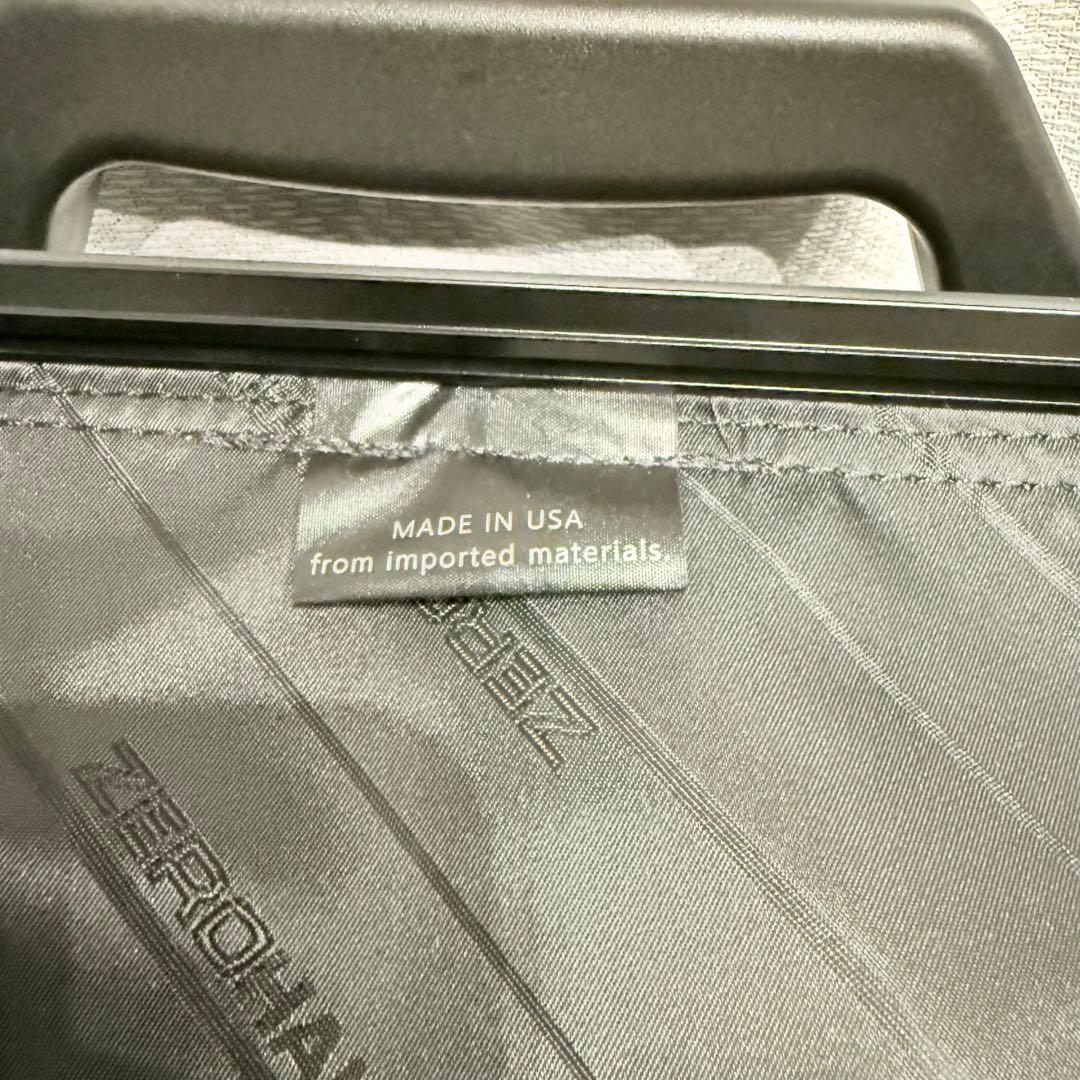 MADE IN USA
from imported materials.
ZERO
ZEROHA